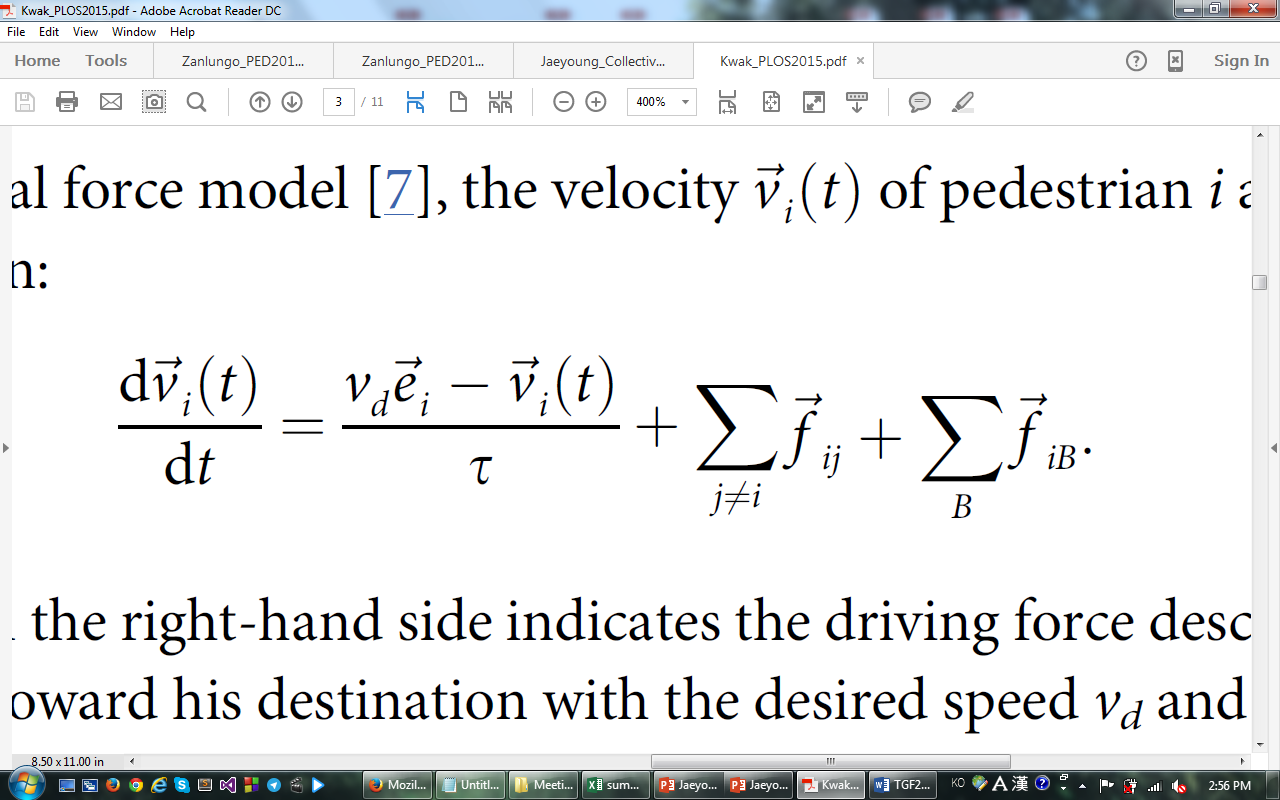 Kwak_PLOS2015.pdf - Adobe Acrobat Reader DC
File Edit View Window Help
Home Tools Zanlungo_PED201... Zanlungo_PED201... Jaeyoung_Collectiv... Kwak_PLOS2015.pdf × Sign In
3 / 11 400%
al force model [7], the velocity v⃗ᵢ(t) of pedestrian i a
n:
dv⃗ᵢ(t)/dt = (v_d e⃗ᵢ − v⃗ᵢ(t))/τ + ∑_{j≠i} f⃗_{ij} + ∑_B f⃗_{iB}.
the right-hand side indicates the driving force desc
oward his destination with the desired speed v_d and
8.50 x 11.00 in
Mozil... Untitl... Meeti... sum... Jaeyo... Jaeyo... Kwak... TGF2... KO A 漢 2:56 PM